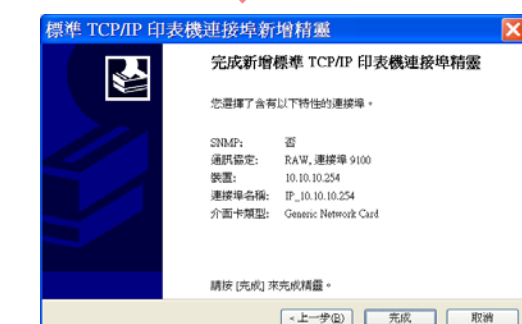 標準 TCP/IP 印表機連接埠新增精靈
完成新增標準 TCP/IP 印表機連接埠精靈
您選擇了含有以下特性的連接埠。
SNMP: 否
通訊協定: RAW, 連接埠 9100
裝置: 10.10.10.254
連接埠名稱: IP_10.10.10.254
介面卡類型: Generic Network Card
請按 [完成] 來完成精靈。
<上一步(B) 完成 取消